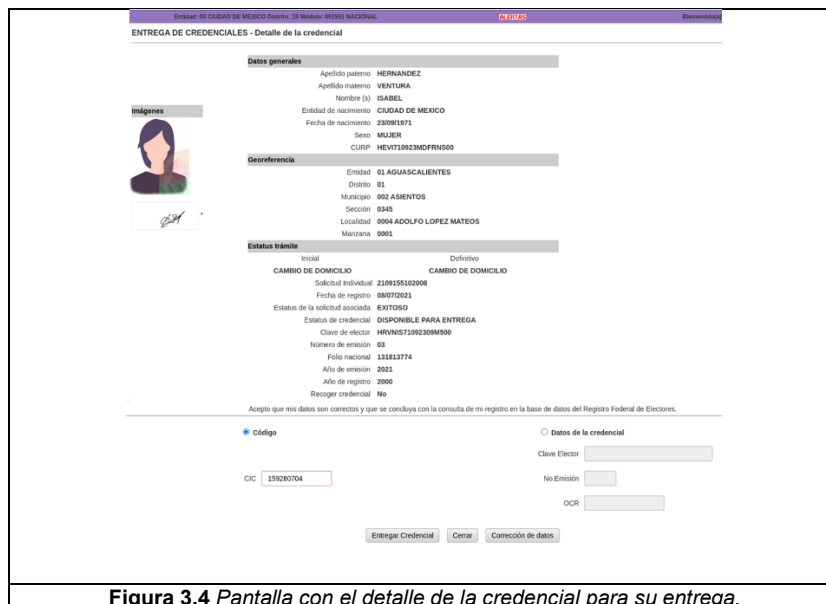 Entidad: 09 CIUDAD DE MEXICO Distrito: 15 Módulo: 091551 NACIONAL ALERTAS Bienvenido(a)
ENTREGA DE CREDENCIALES - Detalle de la credencial
Datos generales
Apellido paterno HERNANDEZ
Apellido materno VENTURA
Nombre (s) ISABEL
Imágenes
Entidad de nacimiento CIUDAD DE MEXICO
Fecha de nacimiento 23/09/1971
Sexo MUJER
CURP HEVI710923MDFRNS00
Georeferencía
Entidad 01 AGUASCALIENTES
Distrito 01
Municipio 002 ASIENTOS
Sección 0345
Localidad 0004 ADOLFO LOPEZ MATEOS
Manzana 0001
Estatus trámite
Inicial Definitivo
CAMBIO DE DOMICILIO CAMBIO DE DOMICILIO
Solicitud Individual 2109155102008
Fecha de registro 08/07/2021
Estatus de la solicitud asociada EXITOSO
Estatus de credencial DISPONIBLE PARA ENTREGA
Clave de elector HRVNIS71092309M500
Número de emisión 03
Folio nacional 131813774
Año de emisión 2021
Año de registro 2000
Recoger credencial No
Acepto que mis datos son correctos y que se concluya con la consulta de mi registro en la base de datos del Registro Federal de Electores.
Código Datos de la credencial
Clave Elector
CIC 159280704 No.Emisión
OCR
Entregar Credencial Cerrar Corrección de datos
Figura 3.4 Pantalla con el detalle de la credencial para su entrega.